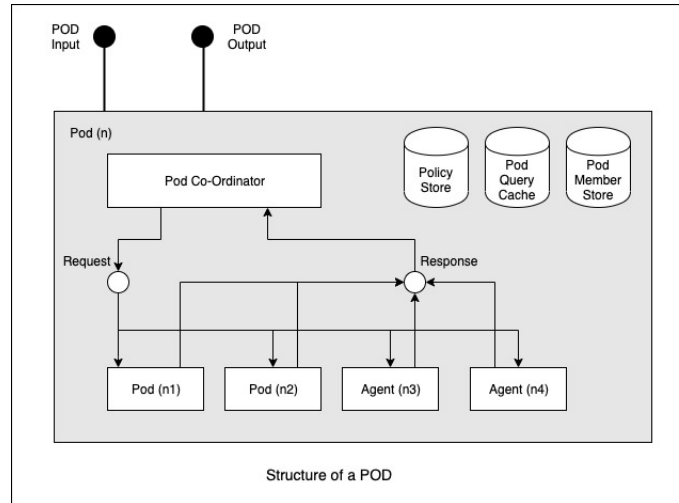 POD
Input
POD
Output
Pod (n)
Pod Co-Ordinator
Policy
Store
Pod
Query
Cache
Pod
Member
Store
Request
Response
Pod (n1)
Pod (n2)
Agent (n3)
Agent (n4)
Structure of a POD